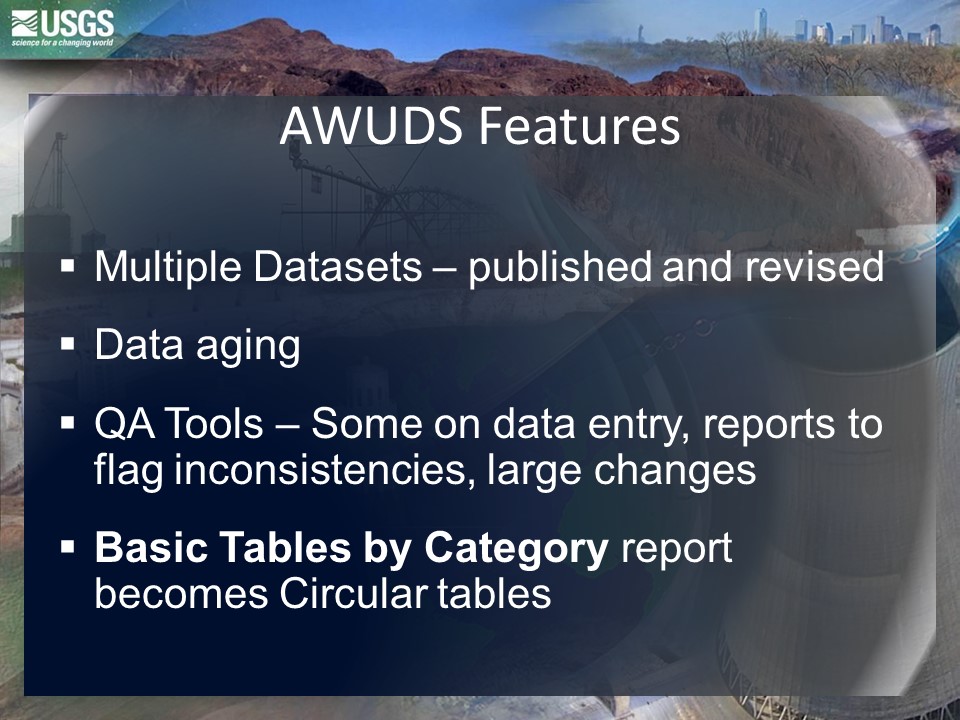 USGS
science for a changing world
AWUDS Features
▪ Multiple Datasets – published and revised
▪ Data aging
▪ QA Tools – Some on data entry, reports to
flag inconsistencies, large changes
▪ Basic Tables by Category report
becomes Circular tables